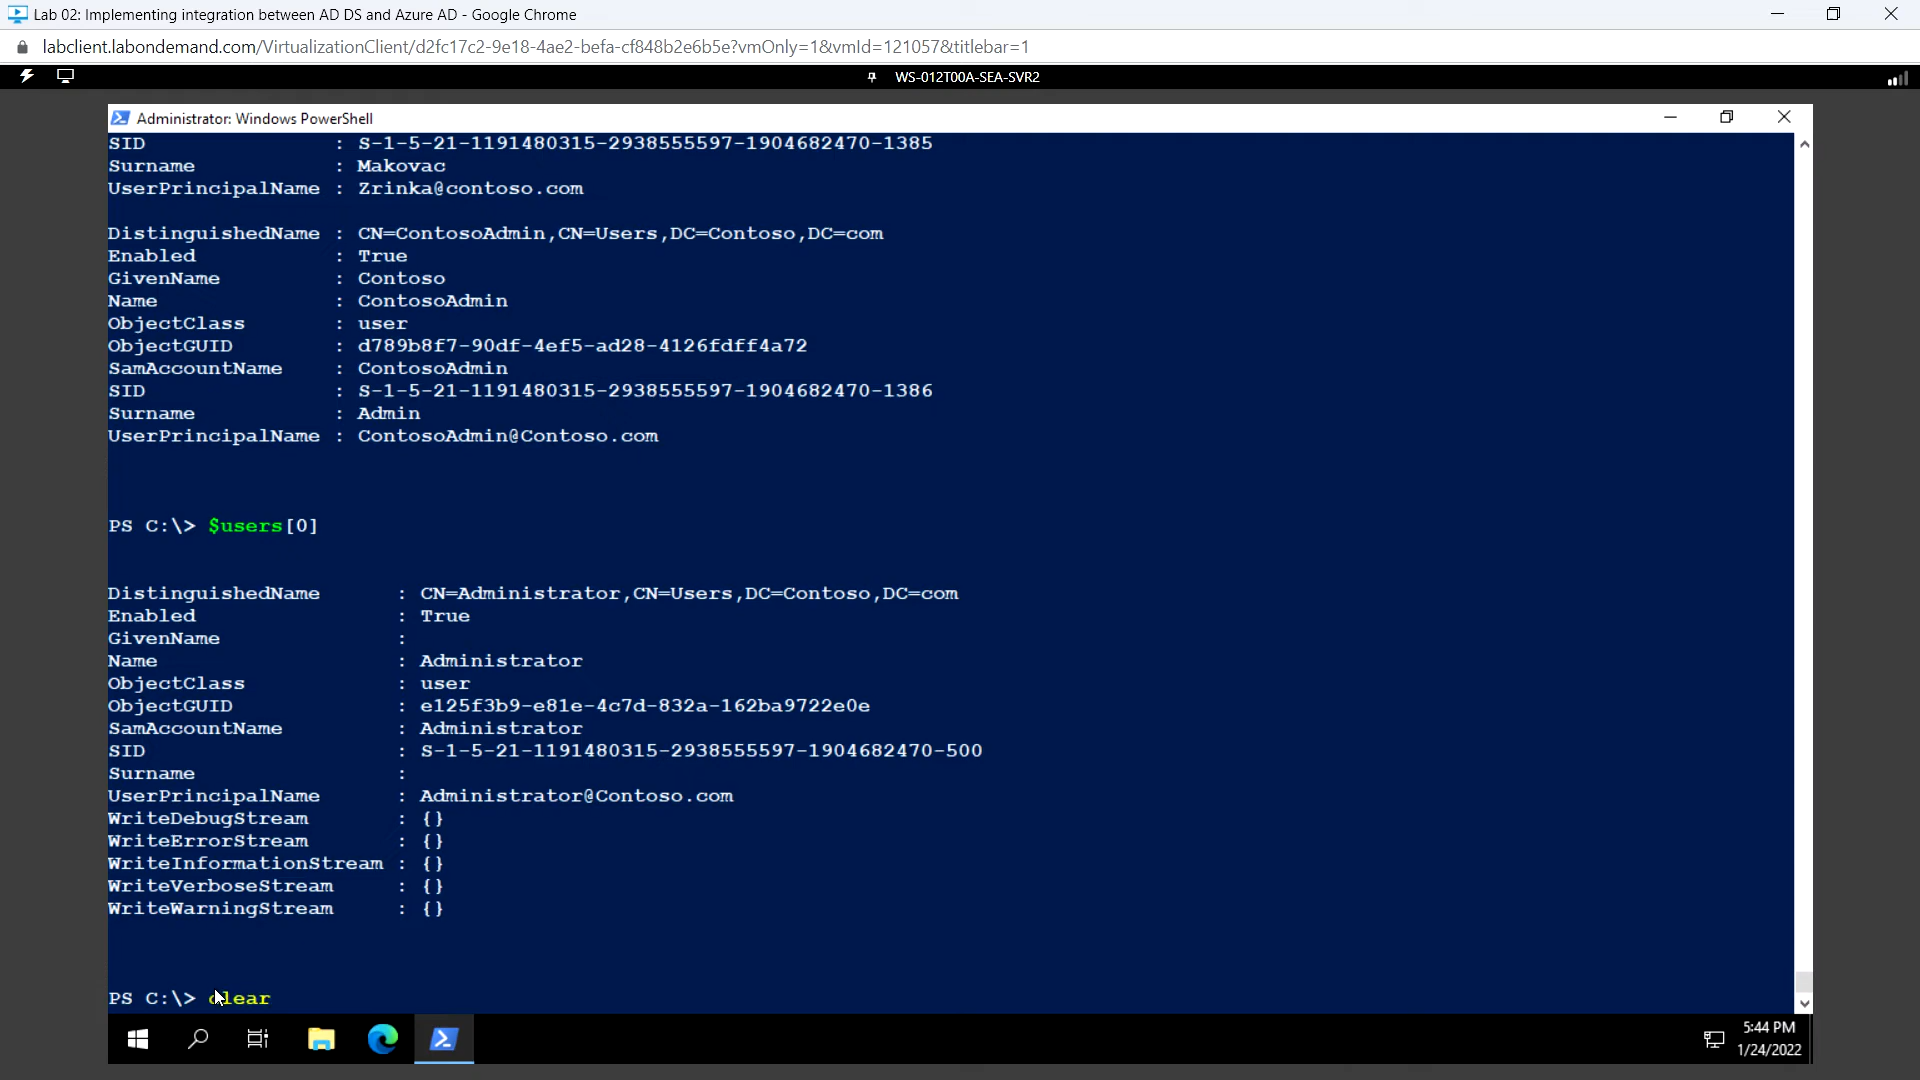 Lab 02: Implementing integration between AD DS and Azure AD - Google Chrome
labclient.labondemand.com/VirtualizationClient/d2fc17c2-9e18-4ae2-befa-cf848b2e6b5e?vmOnly=1&vmId=121057&titlebar=1
WS-012T00A-SEA-SVR2
Administrator: Windows PowerShell
SID : S-1-5-21-1191480315-2938555597-1904682470-1385
Surname : Makovac
UserPrincipalName : Zrinka@contoso.com
DistinguishedName : CN=ContosoAdmin,CN=Users,DC=Contoso,DC=com
Enabled : True
GivenName : Contoso
Name : ContosoAdmin
ObjectClass : user
ObjectGUID : d789b8f7-90df-4ef5-ad28-4126fdff4a72
SamAccountName : ContosoAdmin
SID : S-1-5-21-1191480315-2938555597-1904682470-1386
Surname : Admin
UserPrincipalName : ContosoAdmin@Contoso.com
PS C:\> $users[0]
DistinguishedName : CN=Administrator,CN=Users,DC=Contoso,DC=com
Enabled : True
GivenName :
Name : Administrator
ObjectClass : user
ObjectGUID : e125f3b9-e81e-4c7d-832a-162ba9722e0e
SamAccountName : Administrator
SID : S-1-5-21-1191480315-2938555597-1904682470-500
Surname :
UserPrincipalName : Administrator@Contoso.com
WriteDebugStream : {}
WriteErrorStream : {}
WriteInformationStream : {}
WriteVerboseStream : {}
WriteWarningStream : {}
PS C:\> clear
5:44 PM
1/24/2022